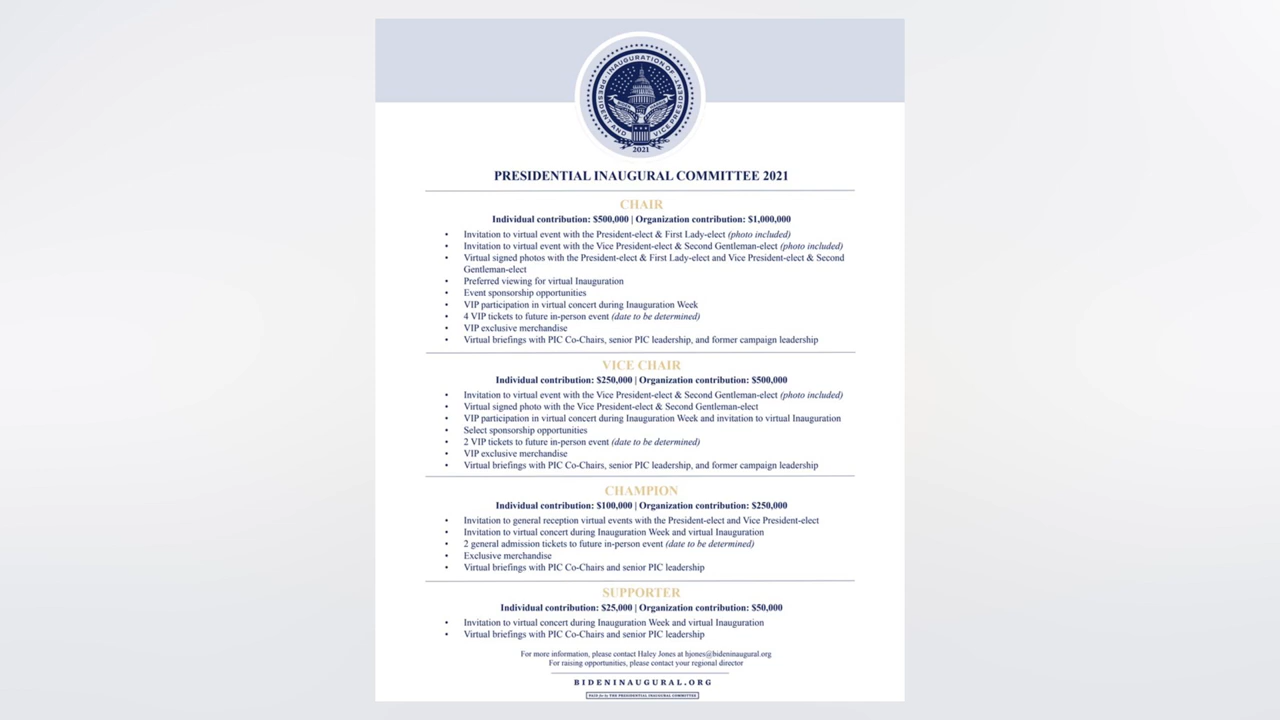 INAUGURATION OF
PRESIDENT AND VICE PRESIDENT
2021
PRESIDENTIAL INAUGURAL COMMITTEE 2021
CHAIR
Individual contribution: $500,000 | Organization contribution: $1,000,000
• Invitation to virtual event with the President-elect & First Lady-elect (photo included)
• Invitation to virtual event with the Vice President-elect & Second Gentleman-elect (photo included)
• Virtual signed photos with the President-elect & First Lady-elect and Vice President-elect & Second
Gentleman-elect
• Preferred viewing for virtual Inauguration
• Event sponsorship opportunities
• VIP participation in virtual concert during Inauguration Week
• 4 VIP tickets to future in-person event (date to be determined)
• VIP exclusive merchandise
• Virtual briefings with PIC Co-Chairs, senior PIC leadership, and former campaign leadership
VICE CHAIR
Individual contribution: $250,000 | Organization contribution: $500,000
• Invitation to virtual event with the Vice President-elect & Second Gentleman-elect (photo included)
• Virtual signed photo with the Vice President-elect & Second Gentleman-elect
• VIP participation in virtual concert during Inauguration Week and invitation to virtual Inauguration
• Select sponsorship opportunities
• 2 VIP tickets to future in-person event (date to be determined)
• VIP exclusive merchandise
• Virtual briefings with PIC Co-Chairs, senior PIC leadership, and former campaign leadership
CHAMPION
Individual contribution: $100,000 | Organization contribution: $250,000
• Invitation to general reception virtual events with the President-elect and Vice President-elect
• Invitation to virtual concert during Inauguration Week and virtual Inauguration
• 2 general admission tickets to future in-person event (date to be determined)
• Exclusive merchandise
• Virtual briefings with PIC Co-Chairs and senior PIC leadership
SUPPORTER
Individual contribution: $25,000 | Organization contribution: $50,000
• Invitation to virtual concert during Inauguration Week and virtual Inauguration
• Virtual briefings with PIC Co-Chairs and senior PIC leadership
For more information, please contact Haley Jones at hjones@bideninaugural.org
For raising opportunities, please contact your regional director
BIDENINAUGURAL.ORG
PAID for by THE PRESIDENTIAL INAUGURAL COMMITTEE